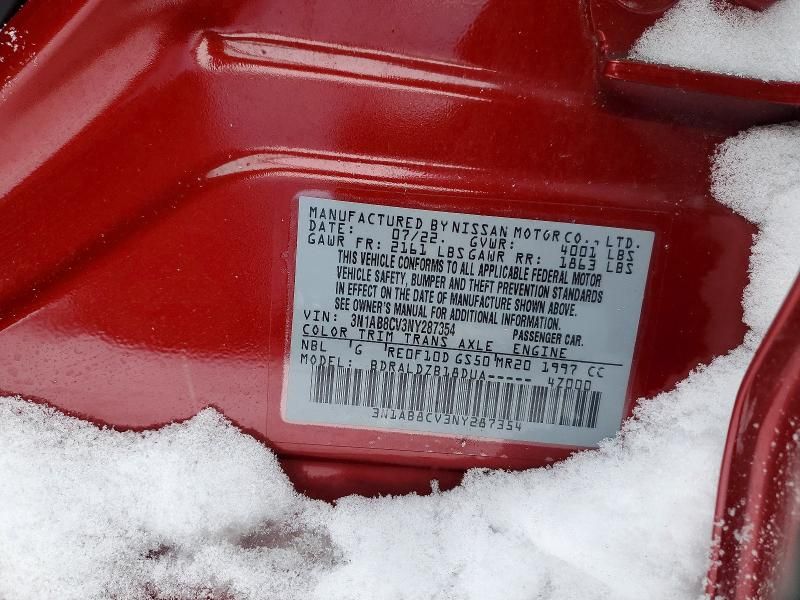 MANUFACTURED BY NISSAN MOTOR CO., LTD.
DATE: 07/22. GVWR: 4001 LBS
GAWR FR: 2161 LBS GAWR RR: 1863 LBS
THIS VEHICLE CONFORMS TO ALL APPLICABLE FEDERAL MOTOR
VEHICLE SAFETY, BUMPER AND THEFT PREVENTION STANDARDS
IN EFFECT ON THE DATE OF MANUFACTURE SHOWN ABOVE.
SEE OWNER'S MANUAL FOR ADDITIONAL INFORMATION.
VIN: 3N1AB8CV3NY287354 PASSENGER CAR.
COLOR TRIM TRANS AXLE ENGINE
NBL 'G 'RE0F10D GS50'MR20 1997 CC
MODEL: BDRALDZB18DUA----- 47000
3N1AB8CV3NY287354